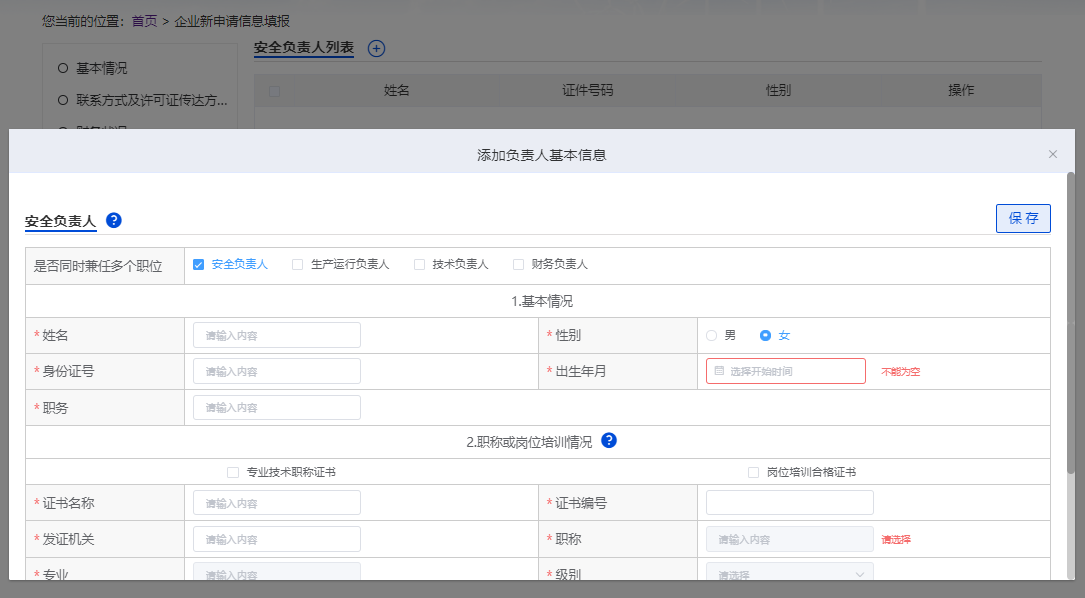 您当前的位置：首页 > 企业新申请信息填报
基本情况
联系方式及许可证传达方...
安全负责人列表
姓名 证件号码 性别 操作
添加负责人基本信息
安全负责人 ?
保 存
是否同时兼任多个职位 安全负责人 生产运行负责人 技术负责人 财务负责人
1.基本情况
*姓名 请输入内容 *性别 男 女
*身份证号 请输入内容 *出生年月 选择开始时间 不能为空
*职务 请输入内容
2.职称或岗位培训情况 ?
专业技术职称证书 岗位培训合格证书
*证书名称 请输入内容 *证书编号
*发证机关 请输入内容 *职称 请输入内容 请选择
*专业 请输入内容 *级别 请选择